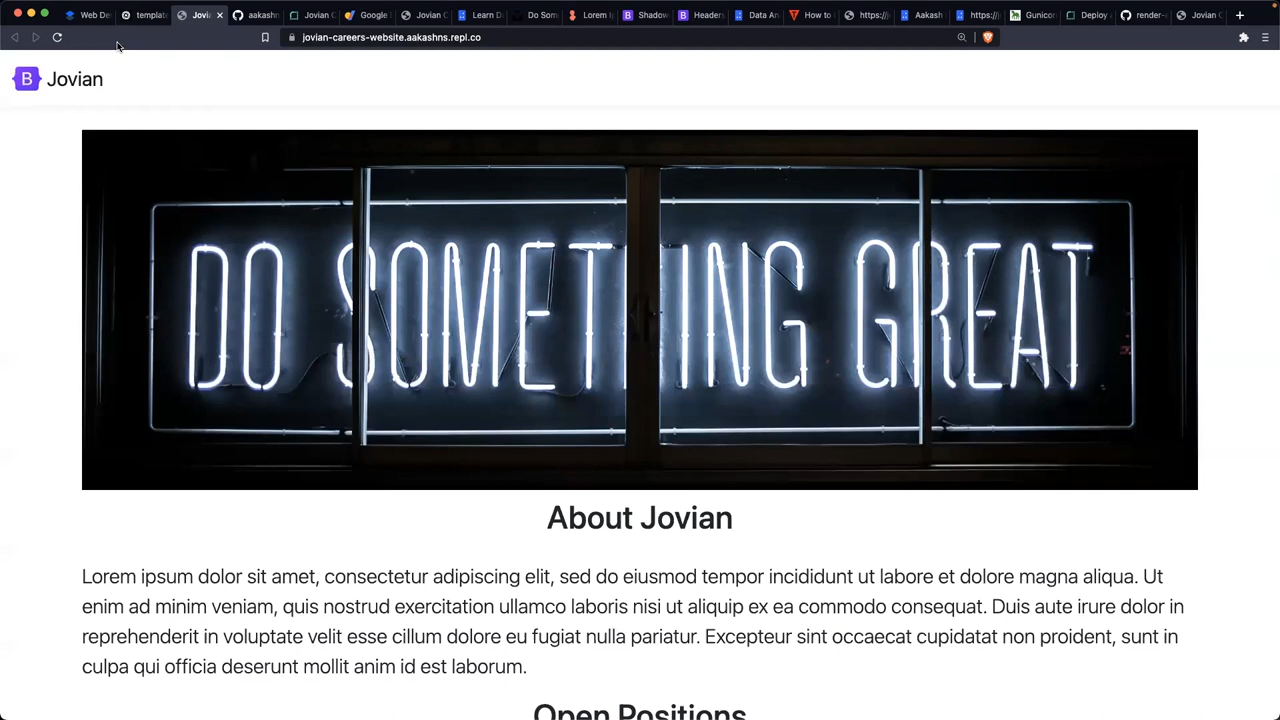 Web De
template
Jovian
aakashn
Jovian C
Google
Jovian C
Learn D
Do Som
Lorem i
Shadow
Headers
Data An
How to
https://j
Aakash
https://
Gunicor
Deploy a
render-e
Jovian C
jovian-careers-website.aakashns.repl.co
B Jovian
DO SOMETHING GREAT
About Jovian
Lorem ipsum dolor sit amet, consectetur adipiscing elit, sed do eiusmod tempor incididunt ut labore et dolore magna aliqua. Ut
enim ad minim veniam, quis nostrud exercitation ullamco laboris nisi ut aliquip ex ea commodo consequat. Duis aute irure dolor in
reprehenderit in voluptate velit esse cillum dolore eu fugiat nulla pariatur. Excepteur sint occaecat cupidatat non proident, sunt in
culpa qui officia deserunt mollit anim id est laborum.
Open Positions